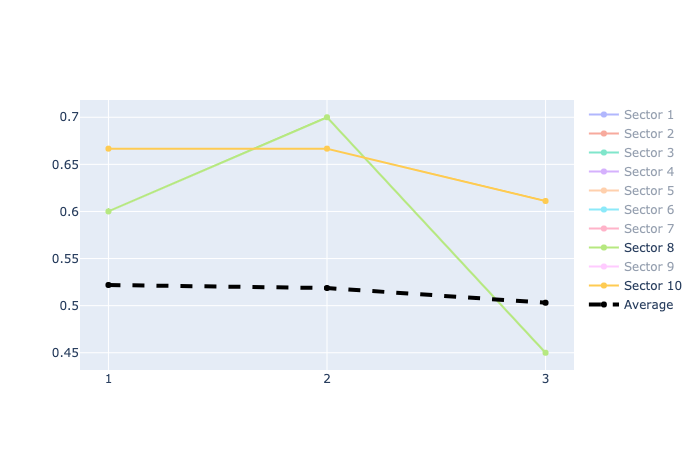 0.7
0.65
0.6
0.55
0.5
0.45
1
2
3
Sector 1
Sector 2
Sector 3
Sector 4
Sector 5
Sector 6
Sector 7
Sector 8
Sector 9
Sector 10
Average